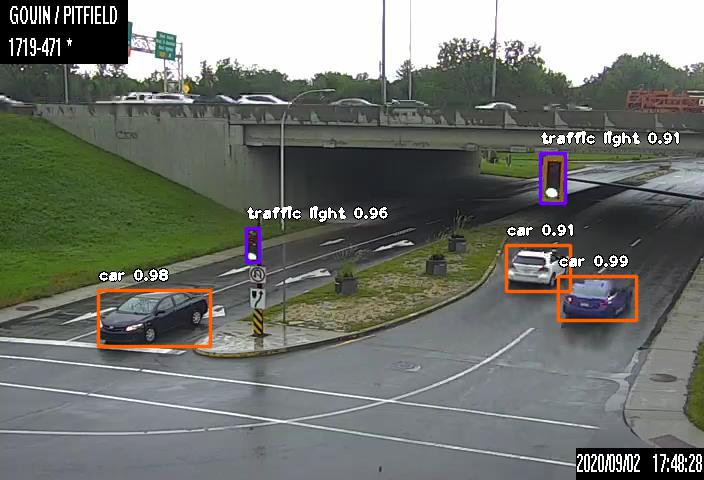 GOUIN / PITFIELD
1719-471 *
traffic light 0.91
traffic light 0.96
car 0.91
car 0.99
car 0.98
2020/09/02 17:48:28